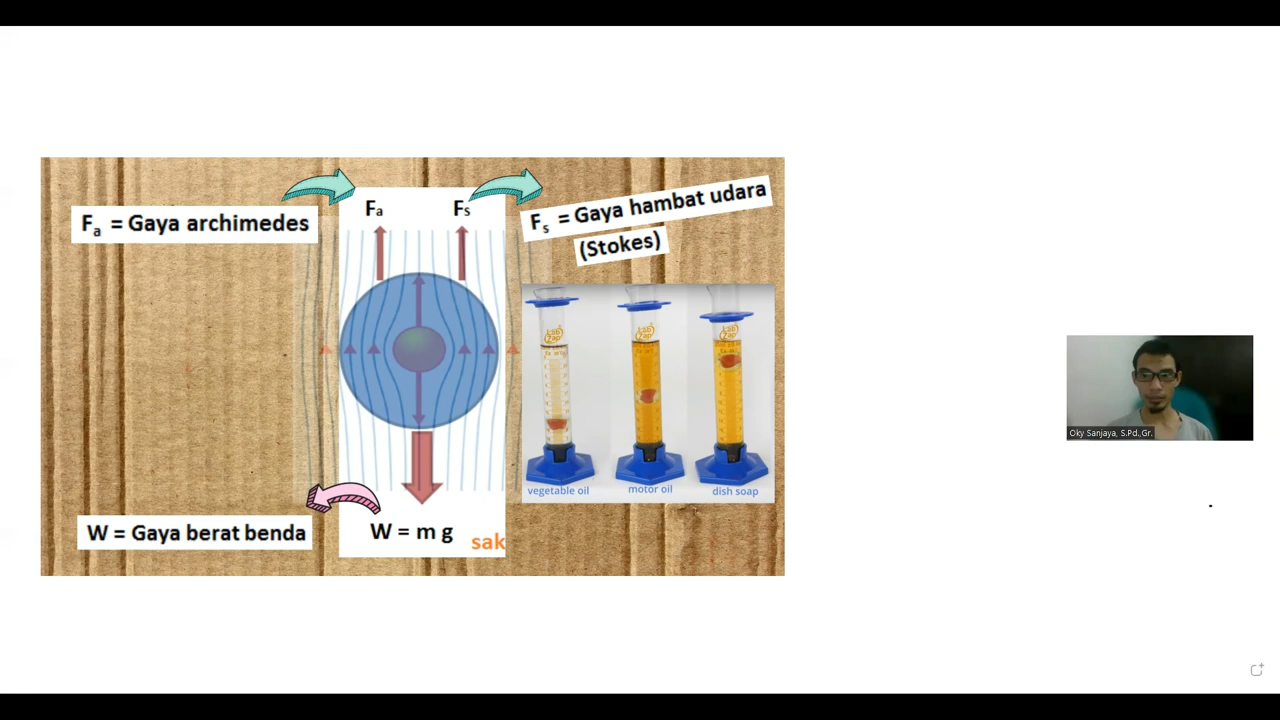 Fa
Fs
Fa = Gaya archimedes
Fs = Gaya hambat udara
(Stokes)
vegetable oil
motor oil
dish soap
W = Gaya berat benda
W = m g
sak
Oky Sanjaya, S.Pd.,Gr.